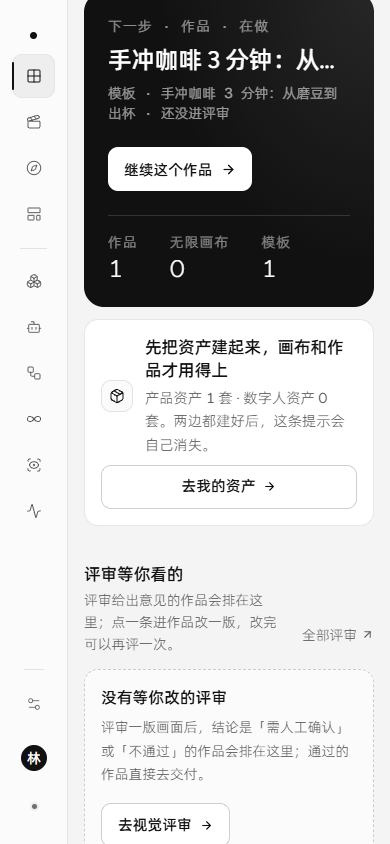 下一步 · 作品 · 在做
手冲咖啡 3 分钟：从…
模板 · 手冲咖啡 3 分钟：从磨豆到
出杯 · 还没进评审
继续这个作品 →
作品 无限画布 模板
1 0 1
先把资产建起来，画布和作
品才用得上
产品资产 1 套 · 数字人资产 0
套。两边都建好后，这条提示会
自己消失。
去我的资产 →
评审等你看的
评审给出意见的作品会排在这
里；点一条进作品改一版，改完
可以再评一次。
全部评审 ↗
没有等你改的评审
评审一版画面后，结论是「需人工确认」
或「不通过」的作品会排在这里；通过的
作品直接去交付。
去视觉评审 →
林